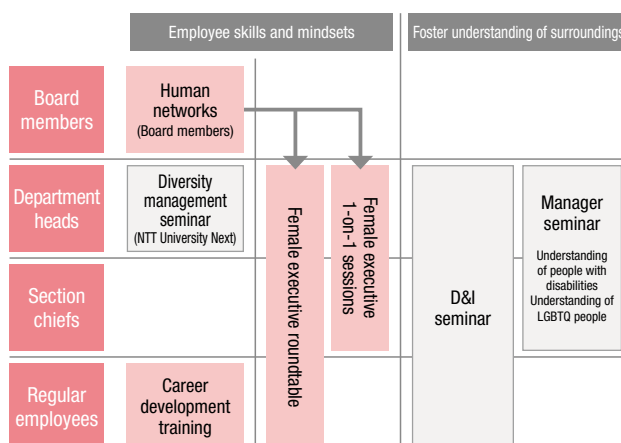 Employee skills and mindsets
Foster understanding of surroundings
Board
members
Human
networks
(Board members)
Department
heads
Diversity
management
seminar
(NTT University Next)
Female executive roundtable
Female executive
1-on-1 sessions
D&I
seminar
Manager
seminar
Understanding
of people with
disabilities
Understanding of
LGBTQ people
Section
chiefs
Regular
employees
Career
development
training